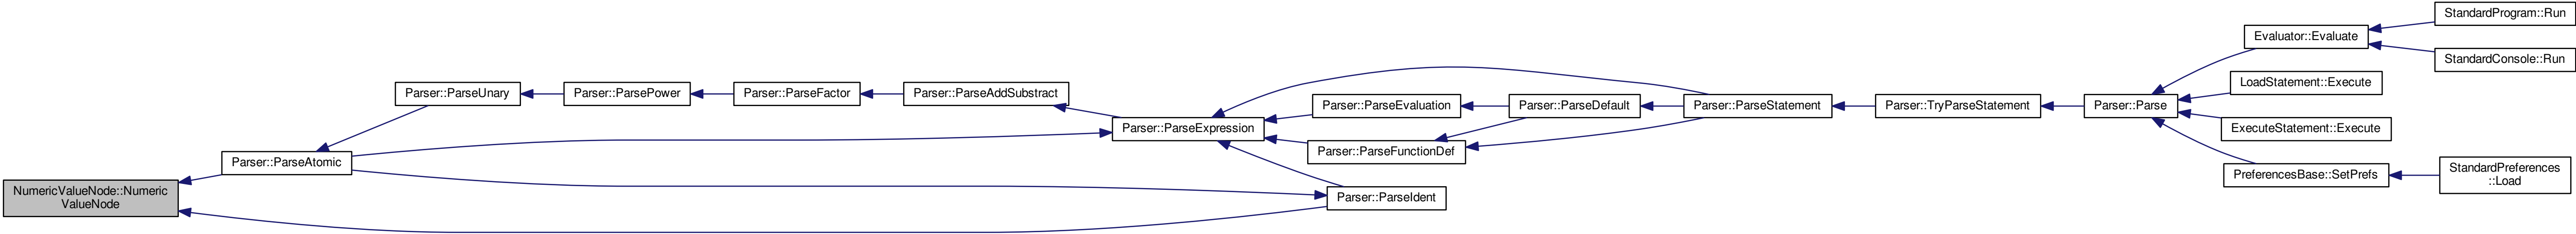 NumericValueNode::Numeric
ValueNode
Parser::ParseAtomic
Parser::ParseUnary
Parser::ParsePower
Parser::ParseFactor
Parser::ParseAddSubstract
Parser::ParseExpression
Parser::ParseEvaluation
Parser::ParseFunctionDef
Parser::ParseIdent
Parser::ParseDefault
Parser::ParseStatement
Parser::TryParseStatement
Parser::Parse
Evaluator::Evaluate
LoadStatement::Execute
ExecuteStatement::Execute
PreferencesBase::SetPrefs
StandardProgram::Run
StandardConsole::Run
StandardPreferences
::Load